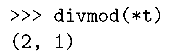 >>> divmod(*t)
(2, 1)